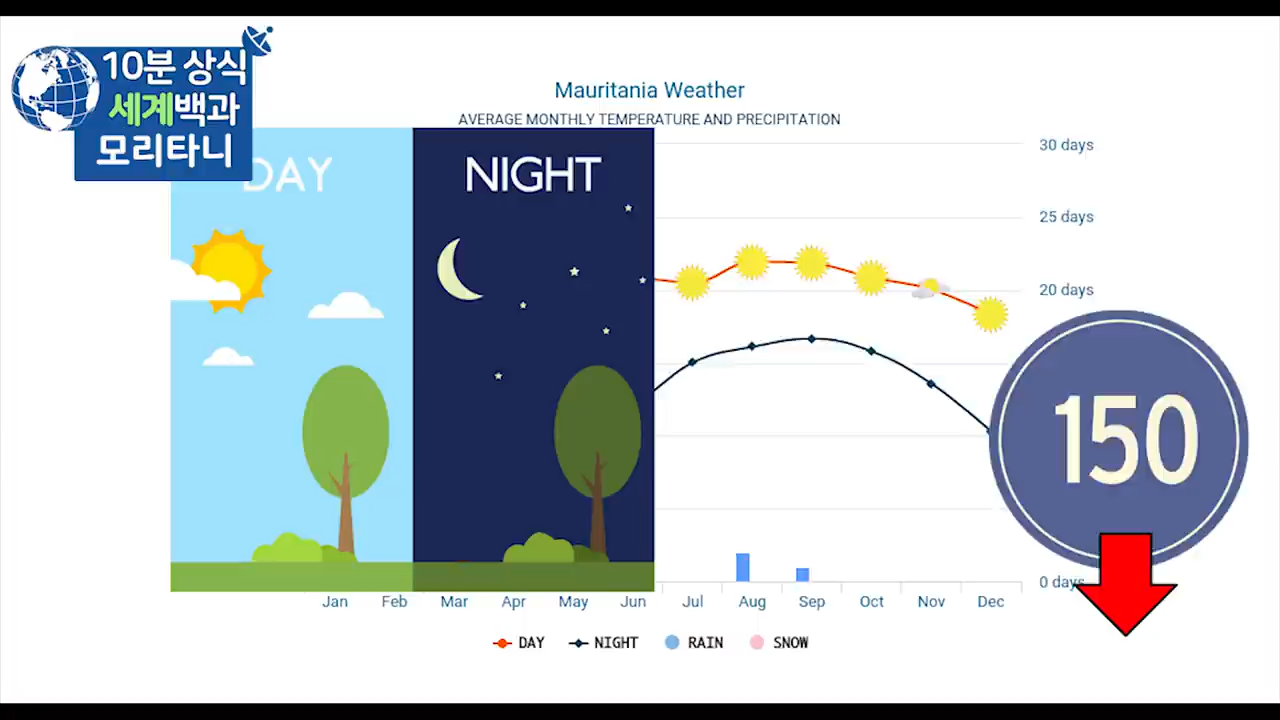 10분 상식
세계백과
모리타니
Mauritania Weather
AVERAGE MONTHLY TEMPERATURE AND PRECIPITATION
DAY
NIGHT
30 days
25 days
20 days
150
0 days
Jan Feb Mar Apr May Jun Jul Aug Sep Oct Nov Dec
DAY NIGHT RAIN SNOW